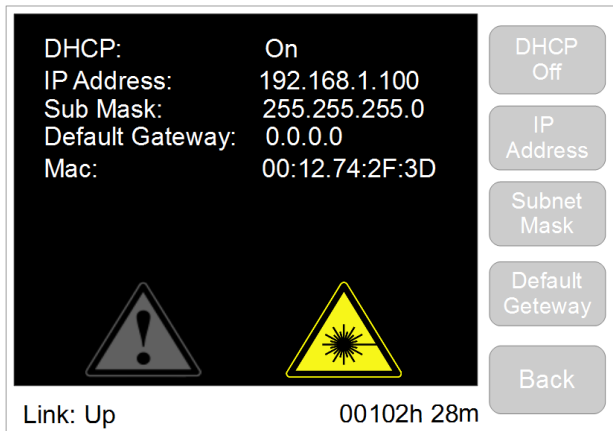 DHCP: On
IP Address: 192.168.1.100
Sub Mask: 255.255.255.0
Default Gateway: 0.0.0.0
Mac: 00:12.74:2F:3D
Link: Up 00102h 28m
DHCP
Off
IP
Address
Subnet
Mask
Default
Geteway
Back